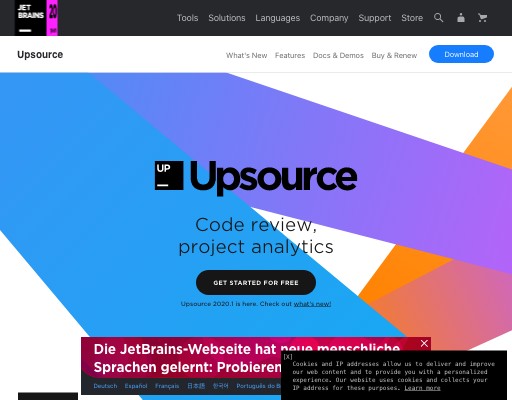 JET
BRAINS
20
Tools Solutions Languages Company Support Store
Upsource
What's New Features Docs & Demos Buy & Renew Download
UP
Upsource
Code review,
project analytics
GET STARTED FOR FREE
Upsource 2020.1 is here. Check out what's new!
Die JetBrains-Webseite hat neue menschliche
Sprachen gelernt: Probieren
Deutsch Español Français 日本語 한국어 Português do B
[X]
Cookies and IP addresses allow us to deliver and improve
our web content and to provide you with a personalized
experience. Our website uses cookies and collects your
IP address for these purposes. Learn more